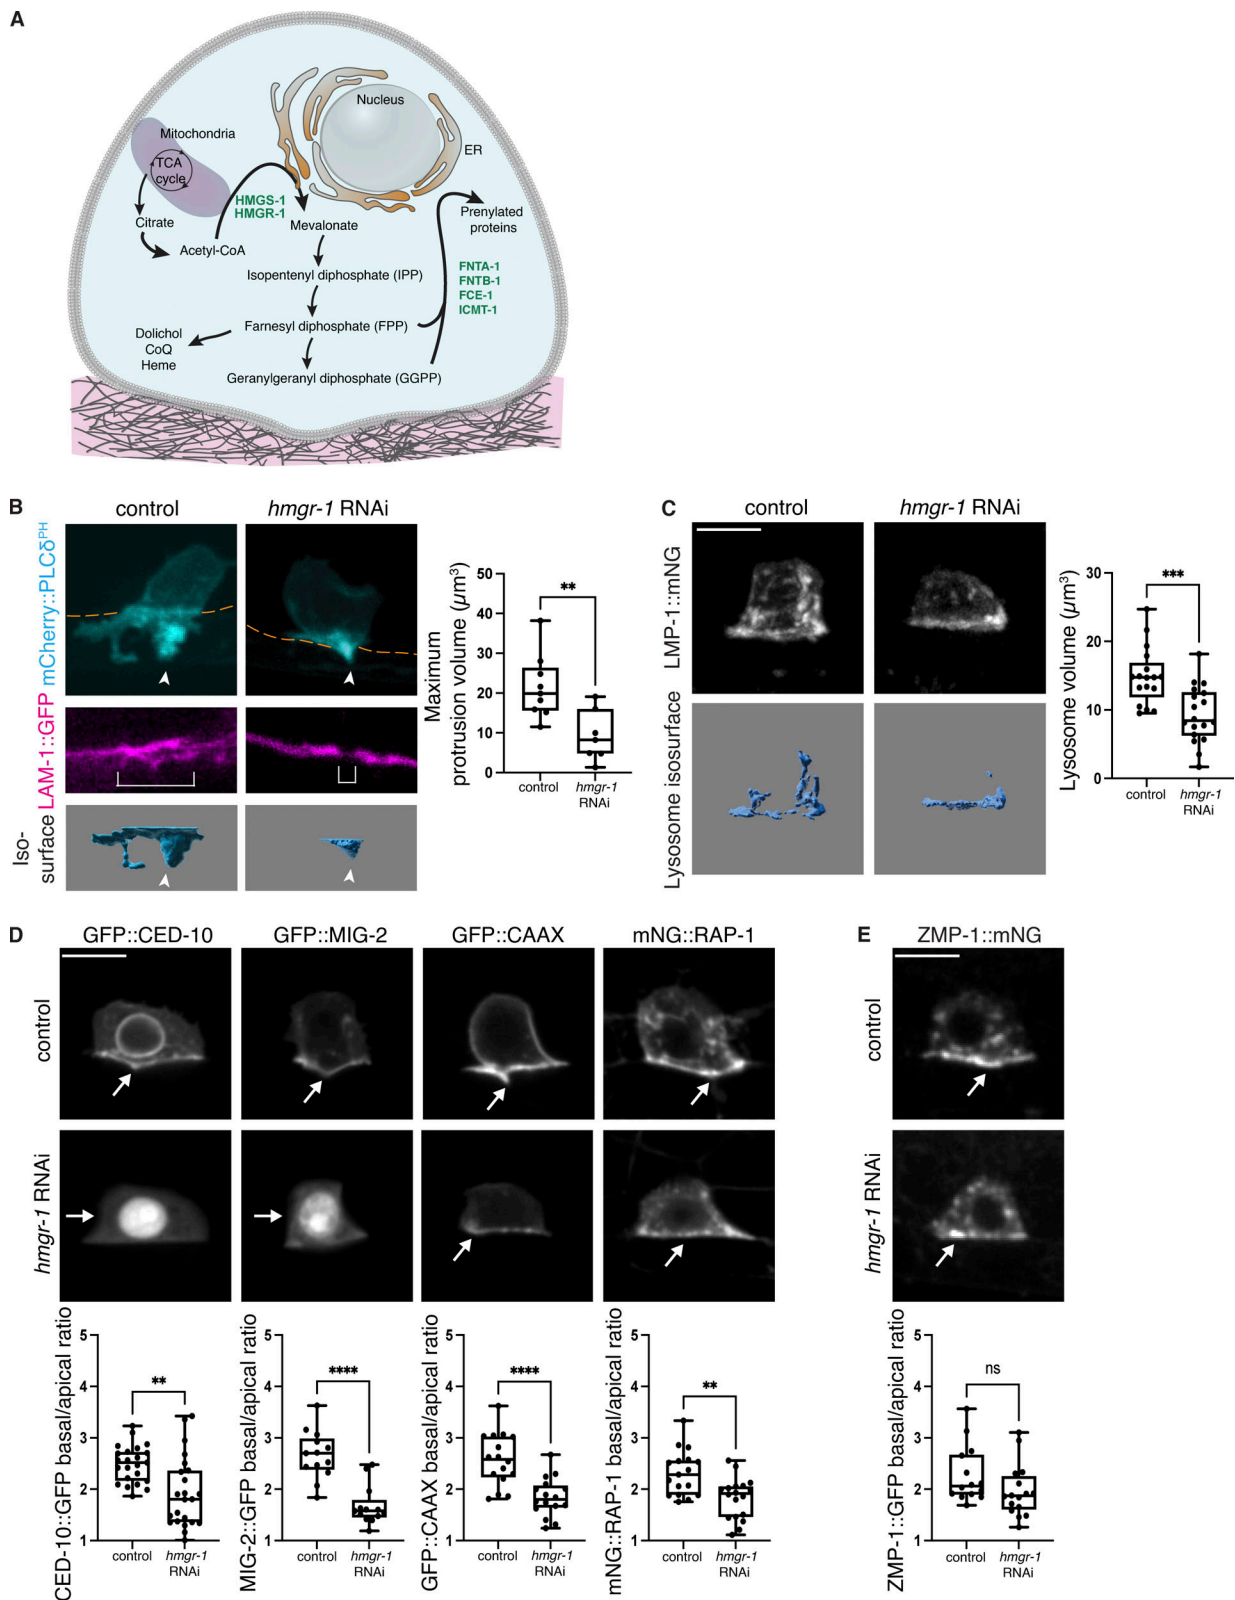 A
Nucleus
Mitochondria
ER
TCA
cycle
HMGS-1
HMGR-1
Prenylated
proteins
Citrate
Mevalonate
Acetyl-CoA
FNTA-1
FNTB-1
FCE-1
ICMT-1
Isopentenyl diphosphate (IPP)
Farnesyl diphosphate (FPP)
Dolichol
CoQ
Heme
Geranylgeranyl diphosphate (GGPP)
B
control
hmgr-1 RNAi
mCherry::PLCδPH
LAM-1::GFP
Iso-
surface
Maximum
protrusion volume (μm3)
50
40
30
20
10
0
**
control
hmgr-1
RNAi
C
control
hmgr-1 RNAi
LMP-1::mNG
Lysosome isosurface
Lysosome volume (μm3)
30
20
10
0
***
control
hmgr-1
RNAi
D
GFP::CED-10
GFP::MIG-2
GFP::CAAX
mNG::RAP-1
control
hmgr-1 RNAi
CED-10::GFP basal/apical ratio
5
4
3
2
1
**
control
hmgr-1
RNAi
MIG-2::GFP basal/apical ratio
5
4
3
2
1
****
control
hmgr-1
RNAi
GFP::CAAX basal/apical ratio
5
4
3
2
1
****
control
hmgr-1
RNAi
mNG::RAP-1 basal/apical ratio
5
4
3
2
1
**
control
hmgr-1
RNAi
E
ZMP-1::mNG
control
hmgr-1 RNAi
ZMP-1::GFP basal/apical ratio
5
4
3
2
1
ns
control
hmgr-1
RNAi